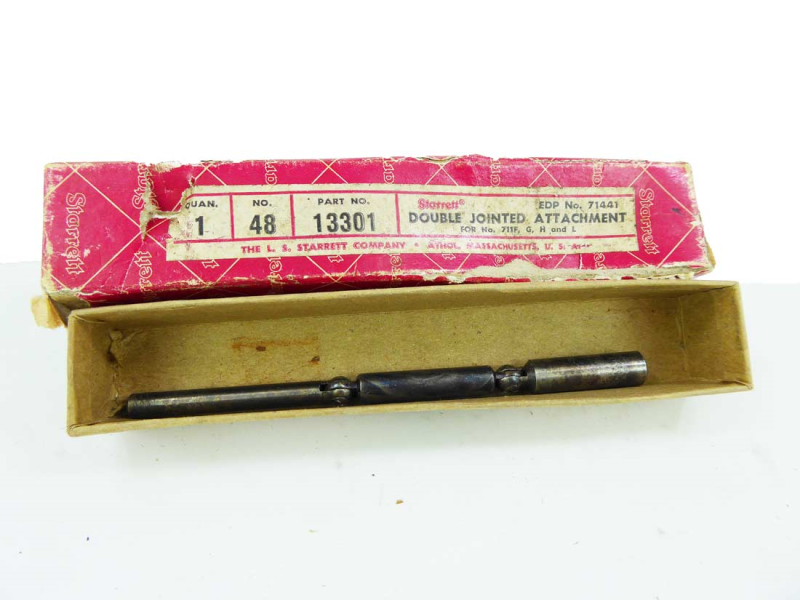 QUAN. NO. PART NO. Starrett® EDP No. 71441
1 48 13301 DOUBLE JOINTED ATTACHMENT
FOR No. 711F, G, H and L
THE L. S. STARRETT COMPANY • ATHOL, MASSACHUSETTS, U. S. A.
Starrett
Starrett